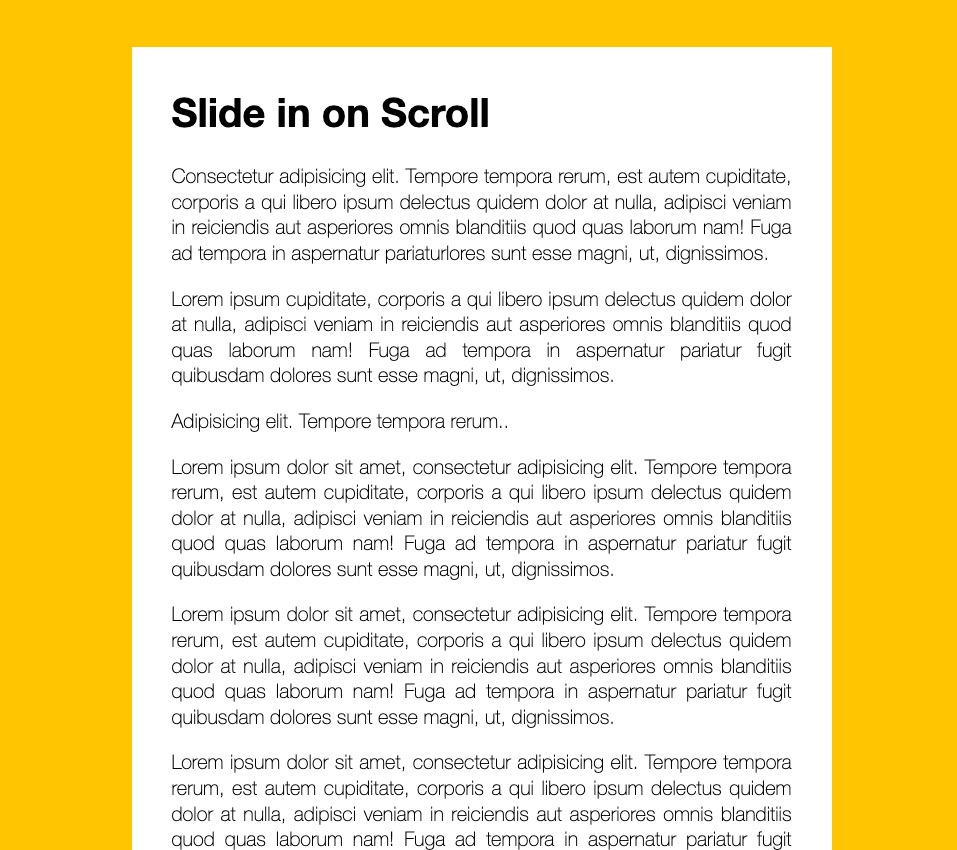 Slide in on Scroll
Consectetur adipisicing elit. Tempore tempora rerum, est autem cupiditate,
corporis a qui libero ipsum delectus quidem dolor at nulla, adipisci veniam
in reiciendis aut asperiores omnis blanditiis quod quas laborum nam! Fuga
ad tempora in aspernatur pariaturlores sunt esse magni, ut, dignissimos.
Lorem ipsum cupiditate, corporis a qui libero ipsum delectus quidem dolor
at nulla, adipisci veniam in reiciendis aut asperiores omnis blanditiis quod
quas laborum nam! Fuga ad tempora in aspernatur pariatur fugit
quibusdam dolores sunt esse magni, ut, dignissimos.
Adipisicing elit. Tempore tempora rerum..
Lorem ipsum dolor sit amet, consectetur adipisicing elit. Tempore tempora
rerum, est autem cupiditate, corporis a qui libero ipsum delectus quidem
dolor at nulla, adipisci veniam in reiciendis aut asperiores omnis blanditiis
quod quas laborum nam! Fuga ad tempora in aspernatur pariatur fugit
quibusdam dolores sunt esse magni, ut, dignissimos.
Lorem ipsum dolor sit amet, consectetur adipisicing elit. Tempore tempora
rerum, est autem cupiditate, corporis a qui libero ipsum delectus quidem
dolor at nulla, adipisci veniam in reiciendis aut asperiores omnis blanditiis
quod quas laborum nam! Fuga ad tempora in aspernatur pariatur fugit
quibusdam dolores sunt esse magni, ut, dignissimos.
Lorem ipsum dolor sit amet, consectetur adipisicing elit. Tempore tempora
rerum, est autem cupiditate, corporis a qui libero ipsum delectus quidem
dolor at nulla, adipisci veniam in reiciendis aut asperiores omnis blanditiis
quod quas laborum nam! Fuga ad tempora in aspernatur pariatur fugit